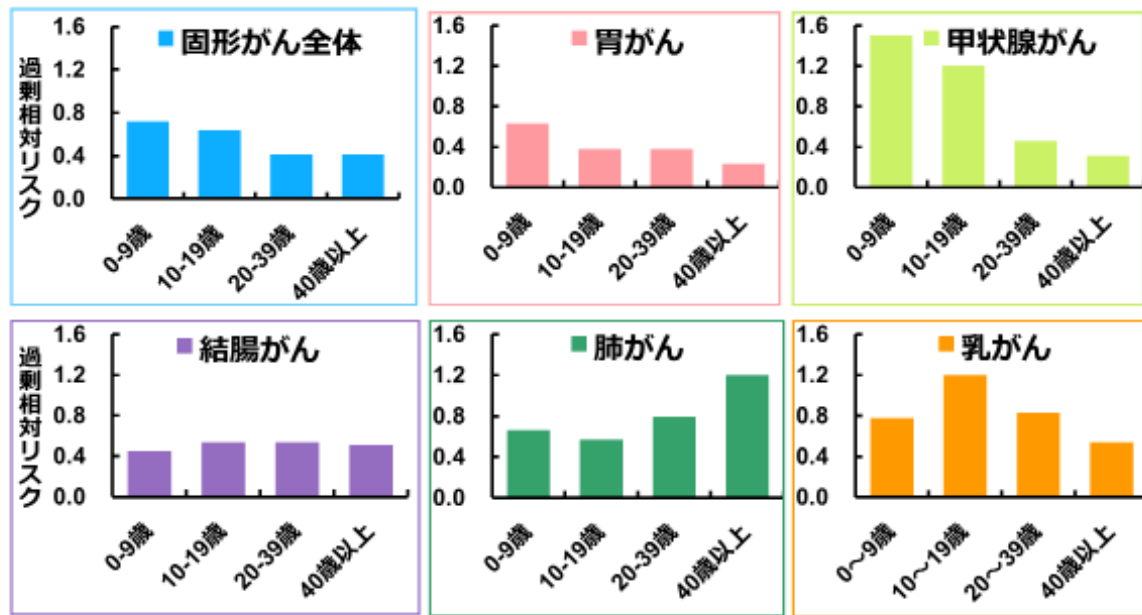 固形がん全体
過剰相対リスク
1.6
1.2
0.8
0.4
0.0
0-9歳
10-19歳
20-39歳
40歳以上
胃がん
1.6
1.2
0.8
0.4
0.0
0-9歳
10-19歳
20-39歳
40歳以上
甲状腺がん
1.6
1.2
0.8
0.4
0.0
0-9歳
10-19歳
20-39歳
40歳以上
結腸がん
過剰相対リスク
1.6
1.2
0.8
0.4
0.0
0-9歳
10-19歳
20-39歳
40歳以上
肺がん
1.6
1.2
0.8
0.4
0.0
0-9歳
10-19歳
20-39歳
40歳以上
乳がん
1.6
1.2
0.8
0.4
0.0
0〜9歳
10〜19歳
20〜39歳
40歳以上